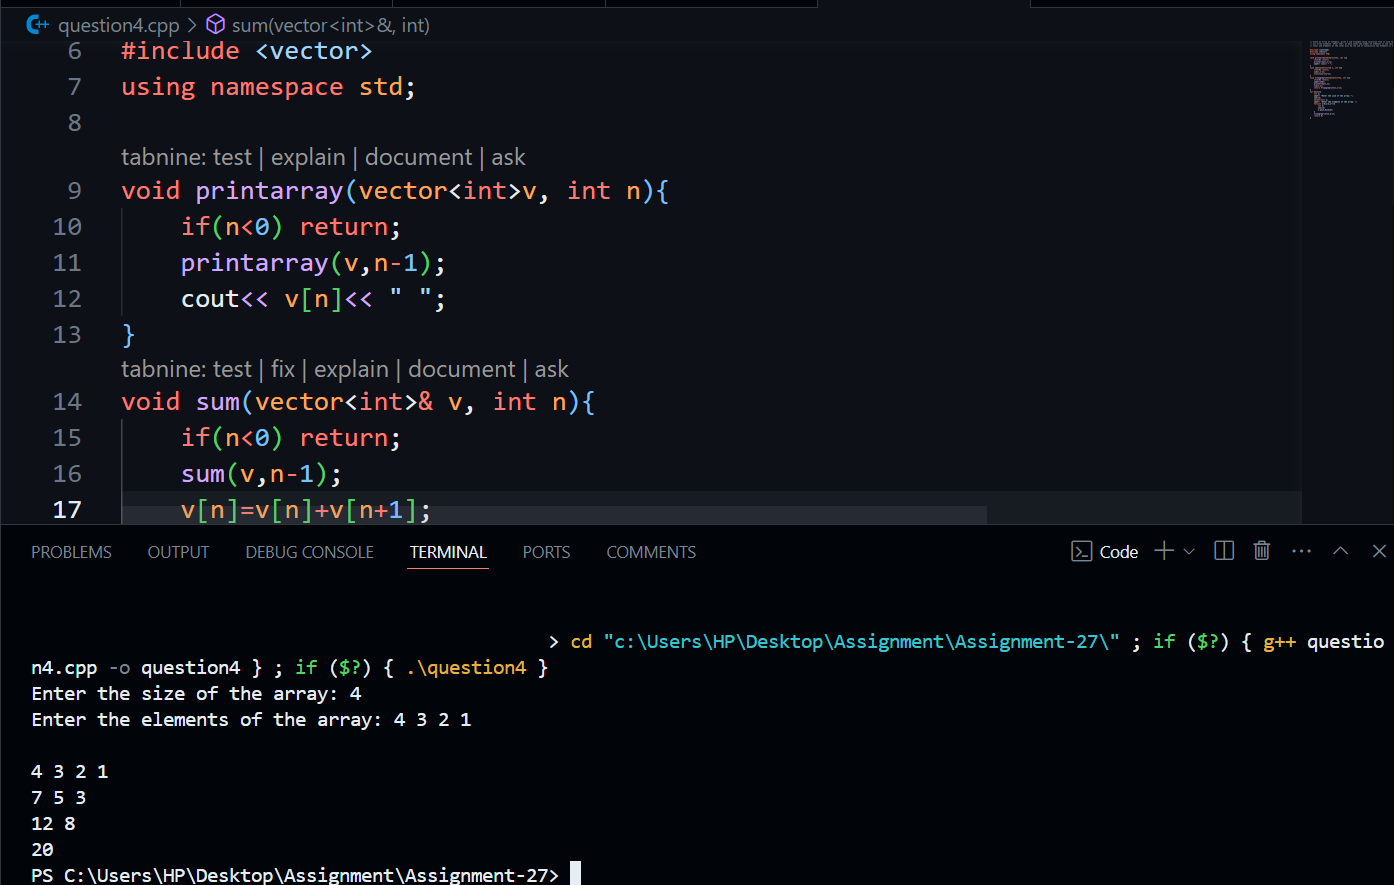 question4.cpp > sum(vector<int>&, int)
6 #include <vector>
7 using namespace std;
8
tabnine: test | explain | document | ask
9 void printarray(vector<int>v, int n){
10 if(n<0) return;
11 printarray(v,n-1);
12 cout<< v[n]<< " ";
13 }
tabnine: test | fix | explain | document | ask
14 void sum(vector<int>& v, int n){
15 if(n<0) return;
16 sum(v,n-1);
17 v[n]=v[n]+v[n+1];
PROBLEMS OUTPUT DEBUG CONSOLE TERMINAL PORTS COMMENTS Code
> cd "c:\Users\HP\Desktop\Assignment\Assignment-27\" ; if ($?) { g++ questio
n4.cpp -o question4 } ; if ($?) { .\question4 }
Enter the size of the array: 4
Enter the elements of the array: 4 3 2 1
4 3 2 1
7 5 3
12 8
20
PS C:\Users\HP\Desktop\Assignment\Assignment-27>